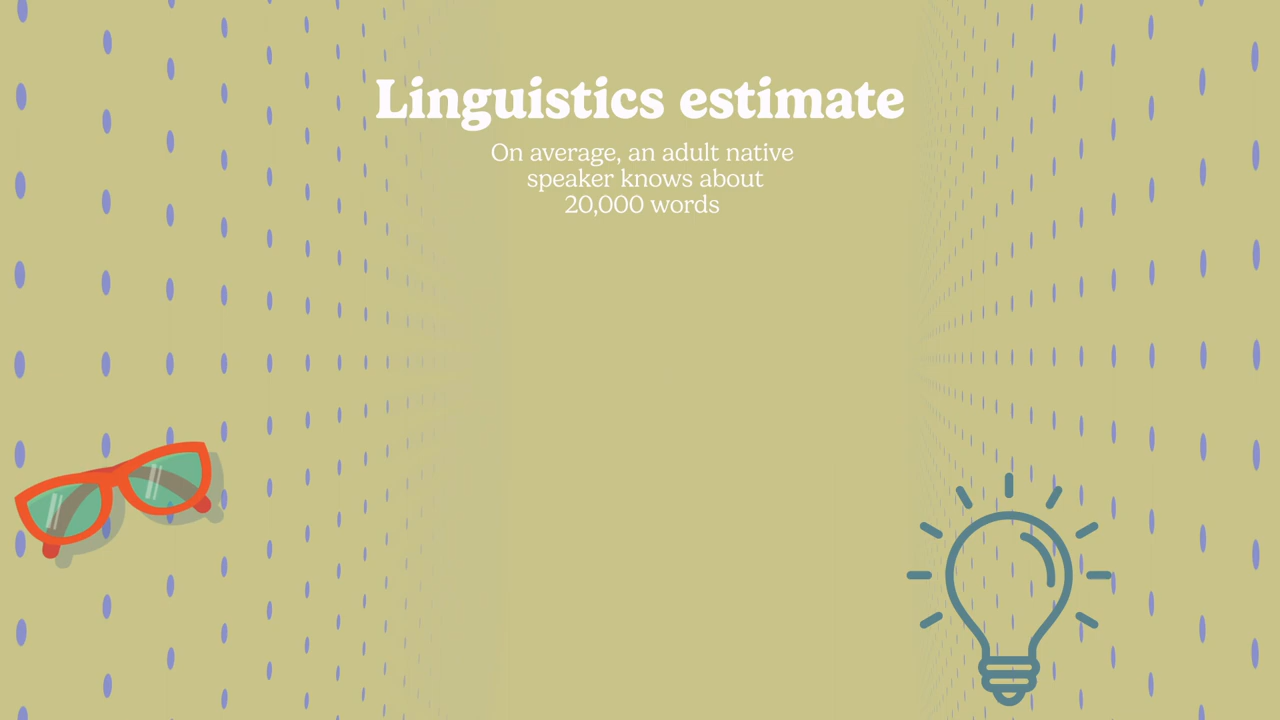 Linguistics estimate
On average, an adult native
speaker knows about
20,000 words